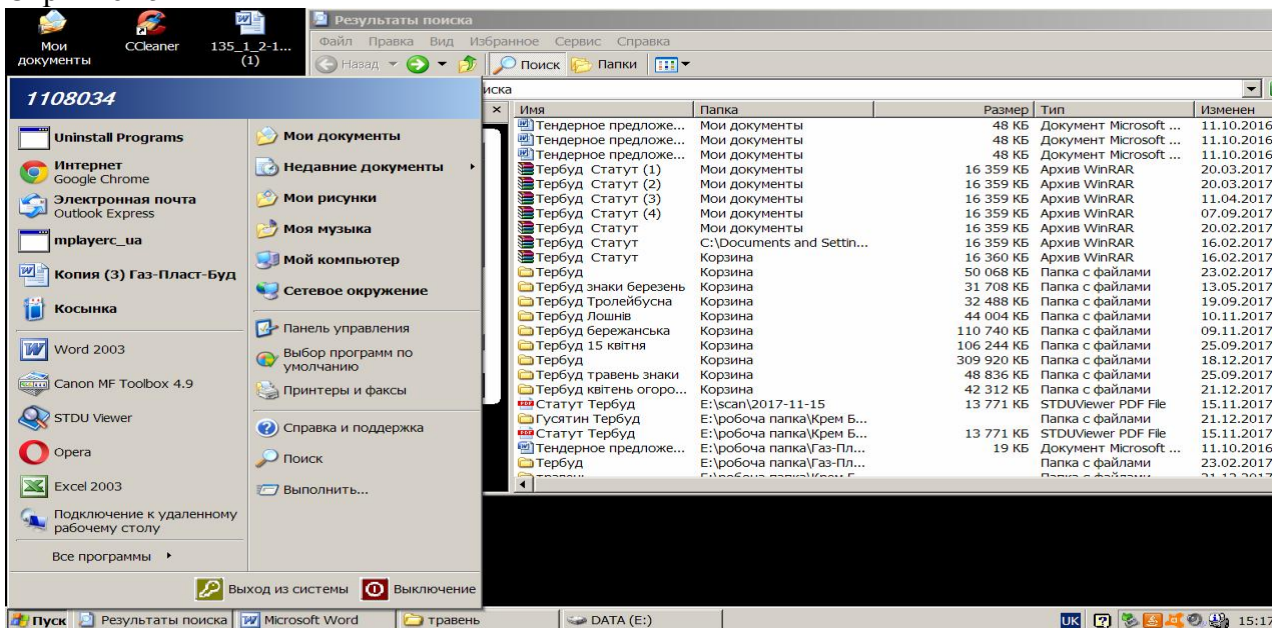 Мои документы
CCleaner
135_1_2-1... (1)
Результаты поиска
Файл Правка Вид Избранное Сервис Справка
Назад Поиск Папки
1108034
иска
Uninstall Programs
Интернет
Google Chrome
Электронная почта
Outlook Express
mplayerc_ua
Копия (3) Газ-Пласт-Буд
Косынка
Word 2003
Canon MF Toolbox 4.9
STDU Viewer
Opera
Excel 2003
Подключение к удаленному
рабочему столу
Все программы
Мои документы
Недавние документы
Мои рисунки
Моя музыка
Мой компьютер
Сетевое окружение
Панель управления
Выбор программ по
умолчанию
Принтеры и факсы
Справка и поддержка
Поиск
Выполнить...
Выход из системы Выключение
Имя Папка Размер Тип Изменен
Тендерное предложе... Мои документы 48 КБ Документ Microsoft ... 11.10.2016
Тендерное предложе... Мои документы 48 КБ Документ Microsoft ... 11.10.2016
Тендерное предложе... Мои документы 48 КБ Документ Microsoft ... 11.10.2016
Тербуд Статут (1) Мои документы 16 359 КБ Архив WinRAR 20.03.2017
Тербуд Статут (2) Мои документы 16 359 КБ Архив WinRAR 20.03.2017
Тербуд Статут (3) Мои документы 16 359 КБ Архив WinRAR 11.04.2017
Тербуд Статут (4) Мои документы 16 359 КБ Архив WinRAR 07.09.2017
Тербуд Статут Мои документы 16 359 КБ Архив WinRAR 20.02.2017
Тербуд Статут C:\Documents and Settin... 16 359 КБ Архив WinRAR 16.02.2017
Тербуд Статут Корзина 16 360 КБ Архив WinRAR 16.02.2017
Тербуд Корзина 50 068 КБ Папка с файлами 23.02.2017
Тербуд знаки березень Корзина 31 708 КБ Папка с файлами 13.05.2017
Тербуд Тролейбусна Корзина 32 488 КБ Папка с файлами 19.09.2017
Тербуд Лошнів Корзина 44 004 КБ Папка с файлами 10.11.2017
Тербуд бережанська Корзина 110 740 КБ Папка с файлами 09.11.2017
Тербуд 15 квітня Корзина 106 244 КБ Папка с файлами 25.09.2017
Тербуд Корзина 309 920 КБ Папка с файлами 18.12.2017
Тербуд травень знаки Корзина 48 836 КБ Папка с файлами 25.09.2017
Тербуд квітень огоро... Корзина 42 312 КБ Папка с файлами 21.12.2017
Статут Тербуд E:\scan\2017-11-15 13 771 КБ STDUViewer PDF File 15.11.2017
Гусятин Тербуд E:\робоча папка\Крем Б... Папка с файлами 21.12.2017
Статут Тербуд E:\робоча папка\Крем Б... 13 771 КБ STDUViewer PDF File 15.11.2017
Тендерное предложе... E:\робоча папка\Газ-Пл... 19 КБ Документ Microsoft ... 11.10.2016
Тербуд E:\робоча папка\Газ-Пл... Папка с файлами 23.02.2017
Пуск Результаты поиска Microsoft Word травень DATA (E:) UK 15:17